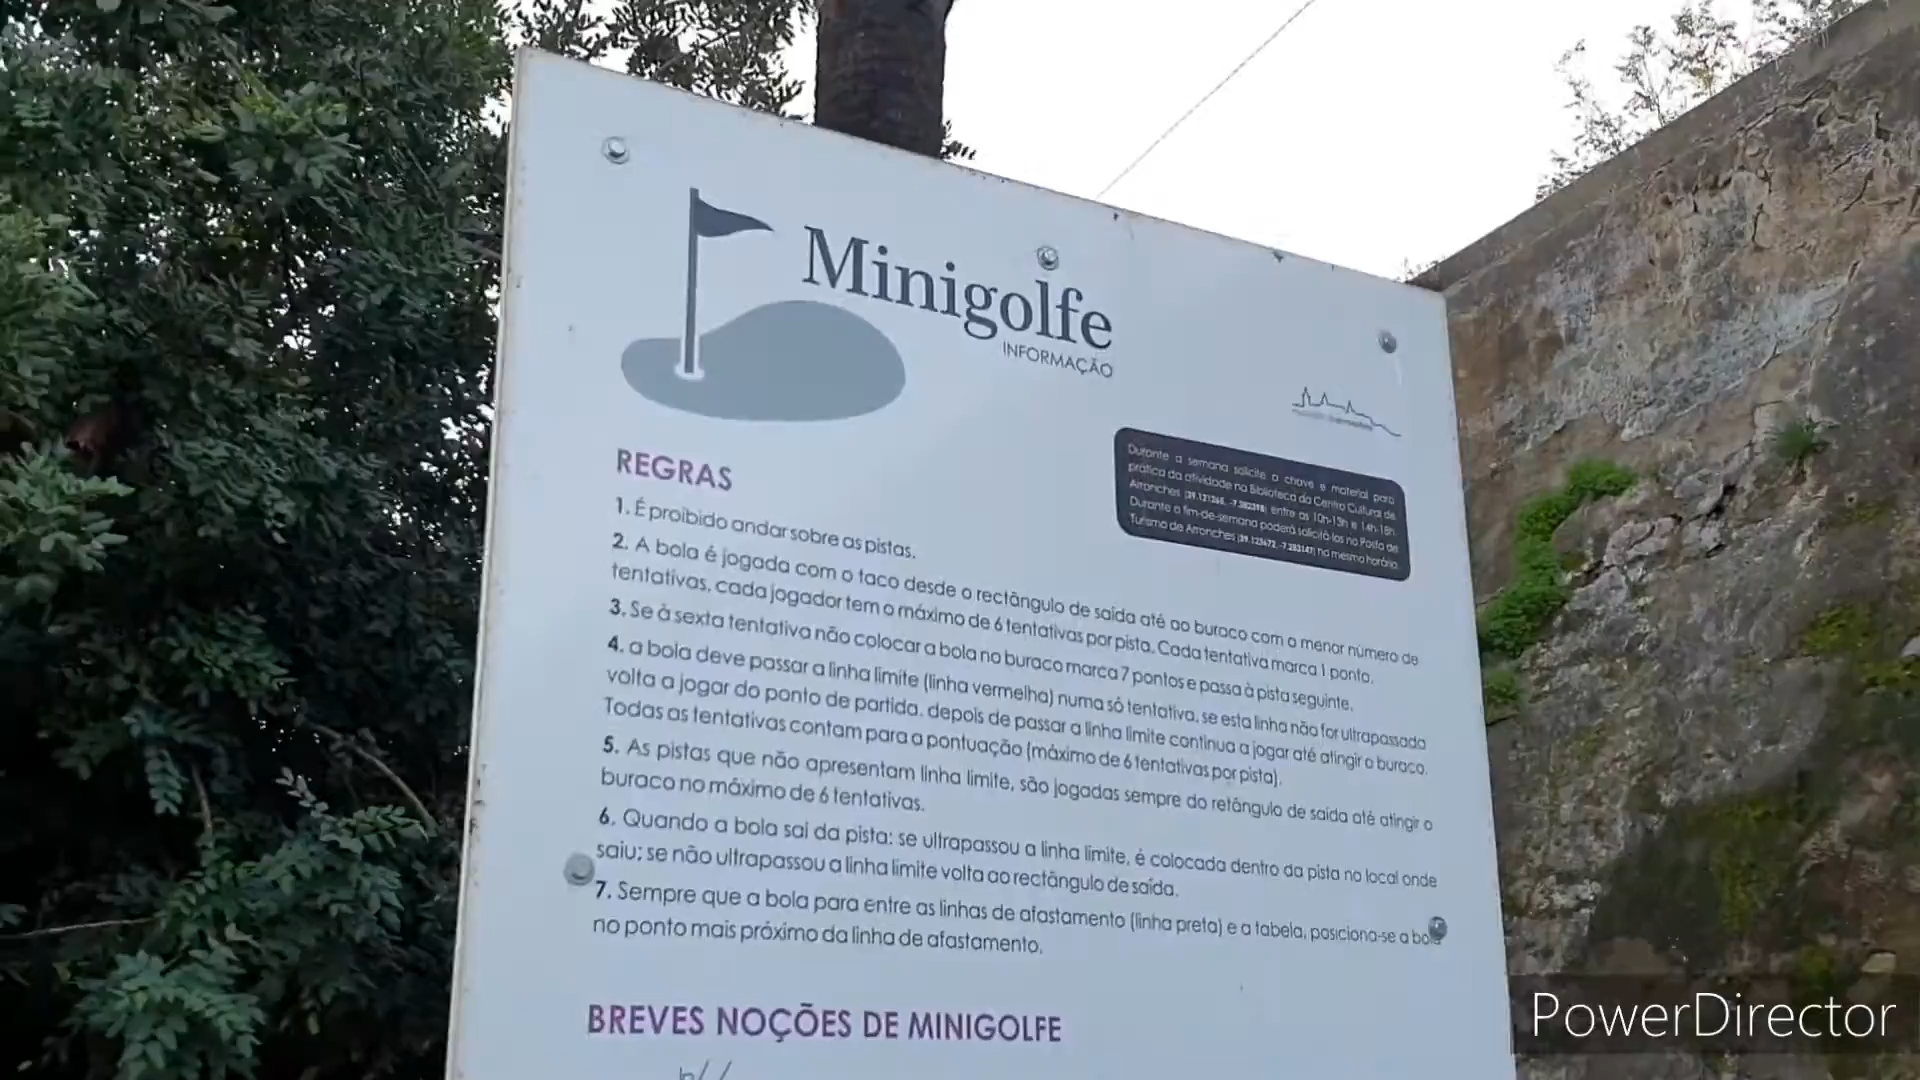 Minigolfe
INFORMAÇÃO
Durante a semana solicite a chave e material para
prática da atividade na Biblioteca do Centro Cultural de
Arronches entre as 10h-13h e 14h-18h.
Durante o fim-de-semana poderá solicitá-los no Posto de
Turismo de Arronches no mesmo horário.
REGRAS
1. É proibido andar sobre as pistas.
2. A bola é jogada com o taco desde o rectângulo de saída até ao buraco com o menor número de
tentativas, cada jogador tem o máximo de 6 tentativas por pista. Cada tentativa marca 1 ponto.
3. Se à sexta tentativa não colocar a bola no buraco marca 7 pontos e passa à pista seguinte.
4. a bola deve passar a linha limite (linha vermelha) numa só tentativa, se esta linha não for ultrapassada
volta a jogar do ponto de partida, depois de passar a linha limite continua a jogar até atingir o buraco.
Todas as tentativas contam para a pontuação (máximo de 6 tentativas por pista).
5. As pistas que não apresentam linha limite, são jogadas sempre do retângulo de saída até atingir o
buraco no máximo de 6 tentativas.
6. Quando a bola sai da pista: se ultrapassou a linha limite, é colocada dentro da pista no local onde
saiu; se não ultrapassou a linha limite volta ao rectângulo de saída.
7. Sempre que a bola para entre as linhas de afastamento (linha preta) e a tabela, posiciona-se a bola
no ponto mais próximo da linha de afastamento.
BREVES NOÇÕES DE MINIGOLFE
PowerDirector